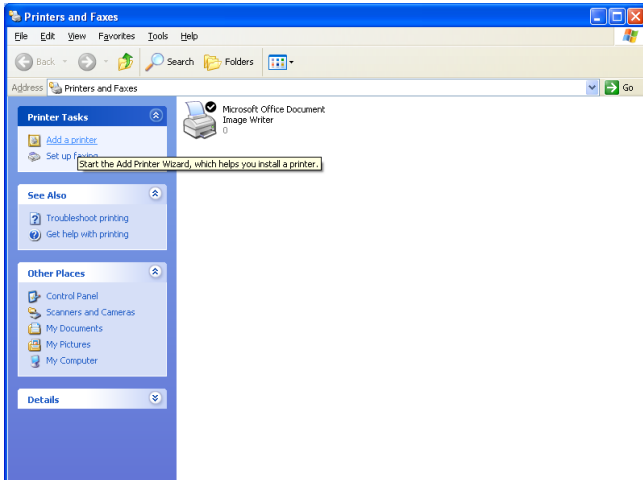 Printers and Faxes
File Edit View Favorites Tools Help
Back Search Folders
Address Printers and Faxes Go
Printer Tasks
Add a printer
Set up faxing
Start the Add Printer Wizard, which helps you install a printer.
See Also
Troubleshoot printing
Get help with printing
Other Places
Control Panel
Scanners and Cameras
My Documents
My Pictures
My Computer
Details
Microsoft Office Document
Image Writer
0